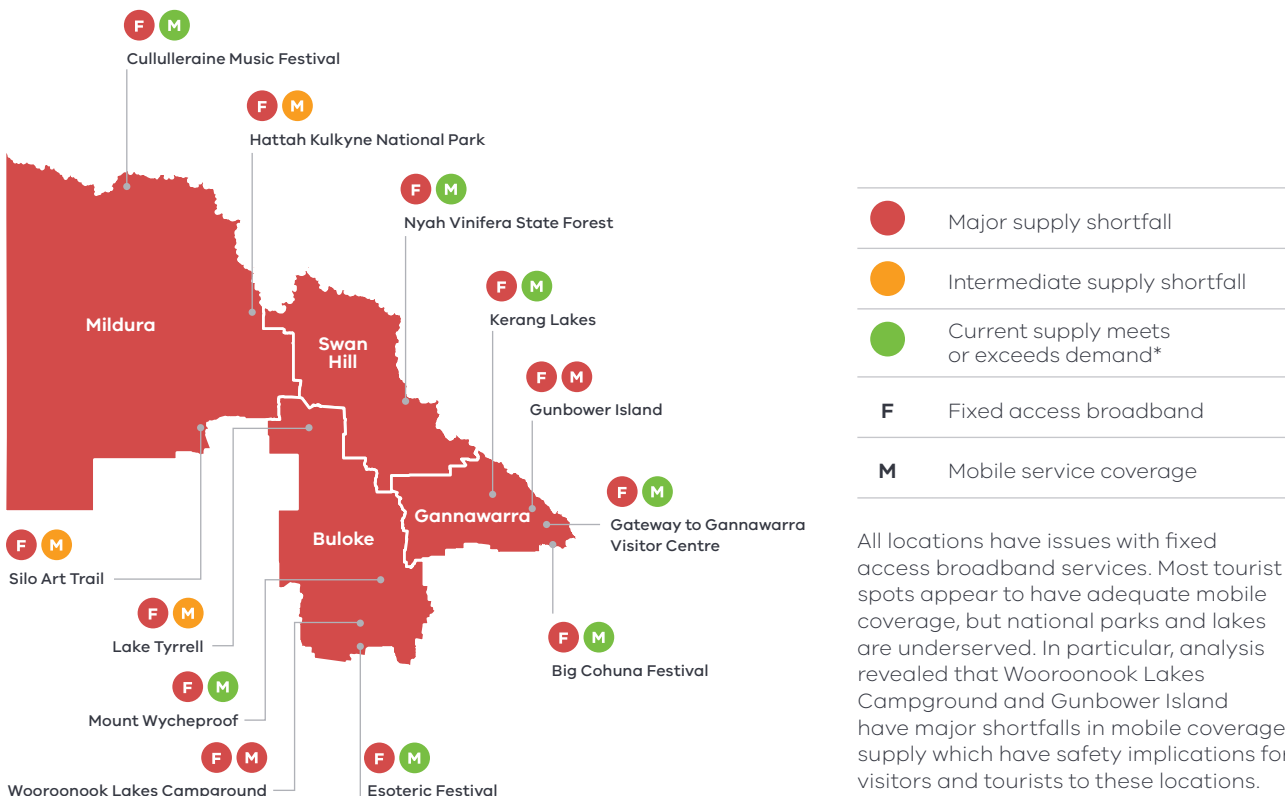 F M
Cullulleraine Music Festival
F M
Hattah Kulkyne National Park
F M
Nyah Vinifera State Forest
F M
Kerang Lakes
F M
Gunbower Island
F M
Gateway to Gannawarra
Visitor Centre
F M
Big Cohuna Festival
Mildura
Swan
Hill
Gannawarra
Buloke
F M
Silo Art Trail
F M
Lake Tyrrell
F M
Mount Wycheproof
F M
Wooroonook Lakes Campground
F M
Esoteric Festival
Major supply shortfall
Intermediate supply shortfall
Current supply meets
or exceeds demand*
F Fixed access broadband
M Mobile service coverage
All locations have issues with fixed
access broadband services. Most tourist
spots appear to have adequate mobile
coverage, but national parks and lakes
are underserved. In particular, analysis
revealed that Wooroonook Lakes
Campground and Gunbower Island
have major shortfalls in mobile coverage
supply which have safety implications for
visitors and tourists to these locations.